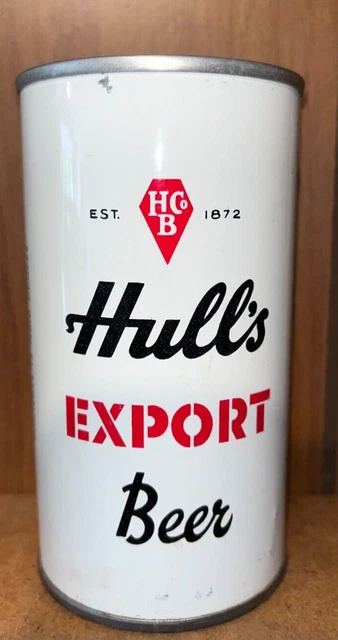 EST. HCo B 1872
Hull's
EXPORT
Beer